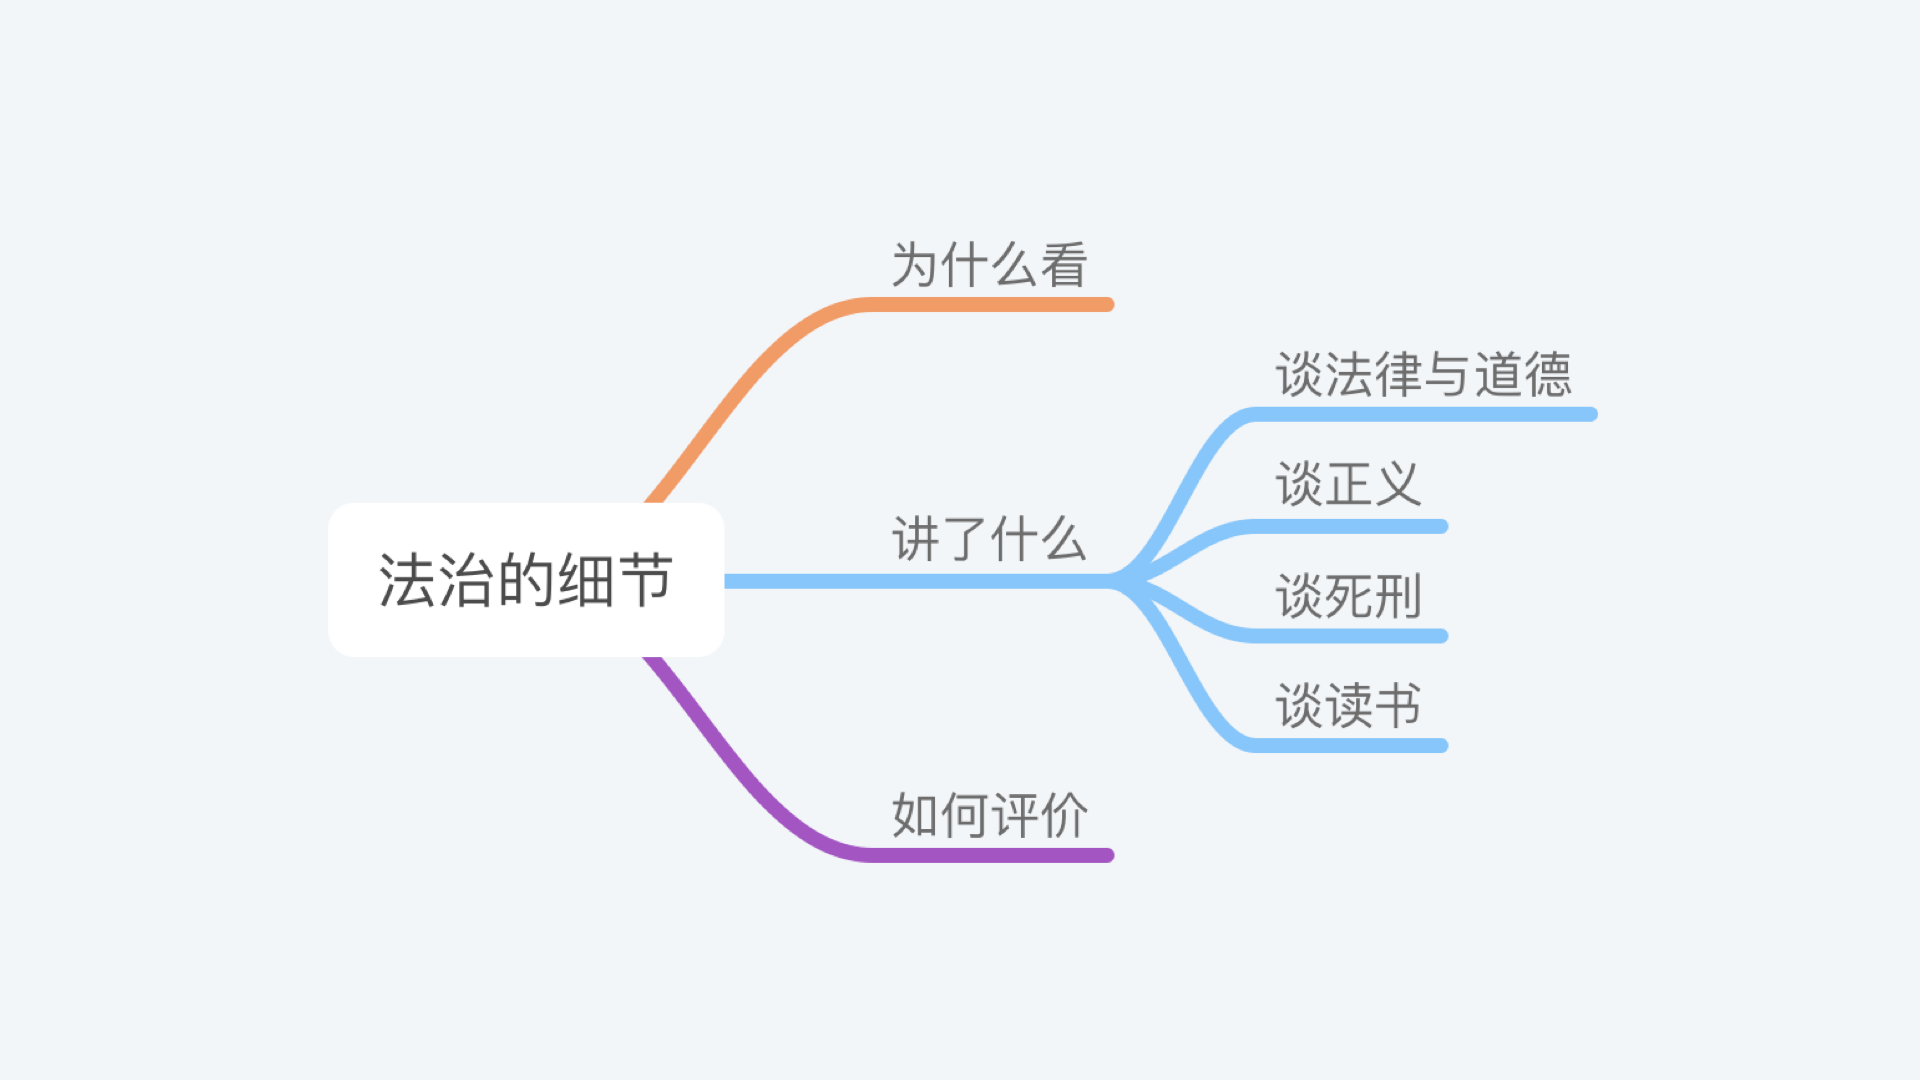 法治的细节
为什么看
讲了什么
谈法律与道德
谈正义
谈死刑
谈读书
如何评价